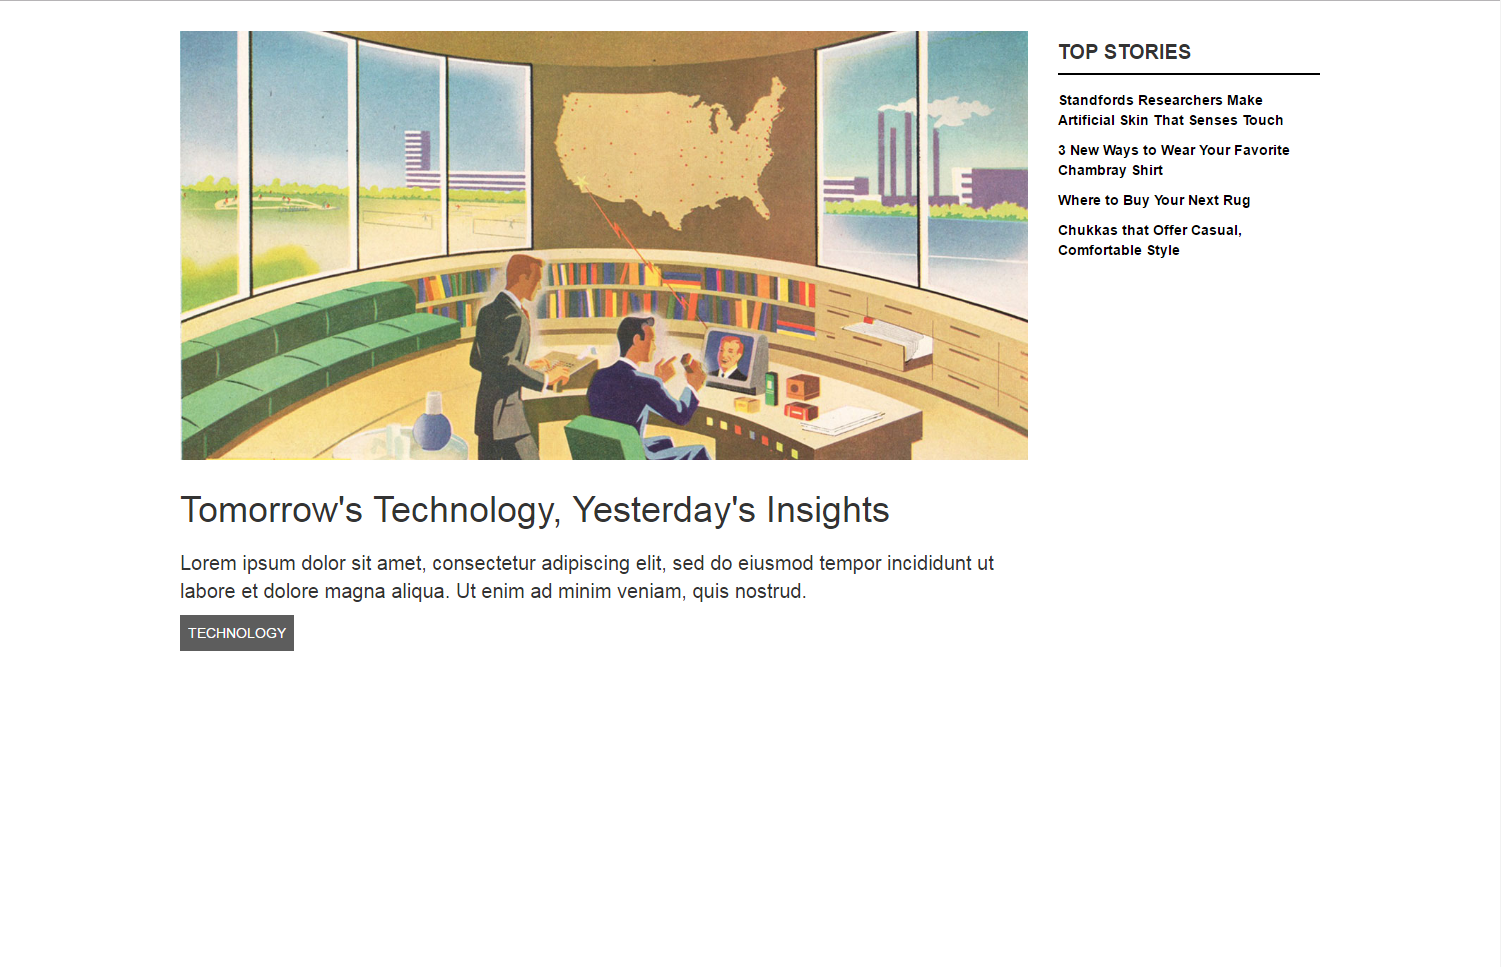 Tomorrow's Technology, Yesterday's Insights
Lorem ipsum dolor sit amet, consectetur adipiscing elit, sed do eiusmod tempor incididunt ut
labore et dolore magna aliqua. Ut enim ad minim veniam, quis nostrud.
TECHNOLOGY
TOP STORIES
Standfords Researchers Make
Artificial Skin That Senses Touch
3 New Ways to Wear Your Favorite
Chambray Shirt
Where to Buy Your Next Rug
Chukkas that Offer Casual,
Comfortable Style